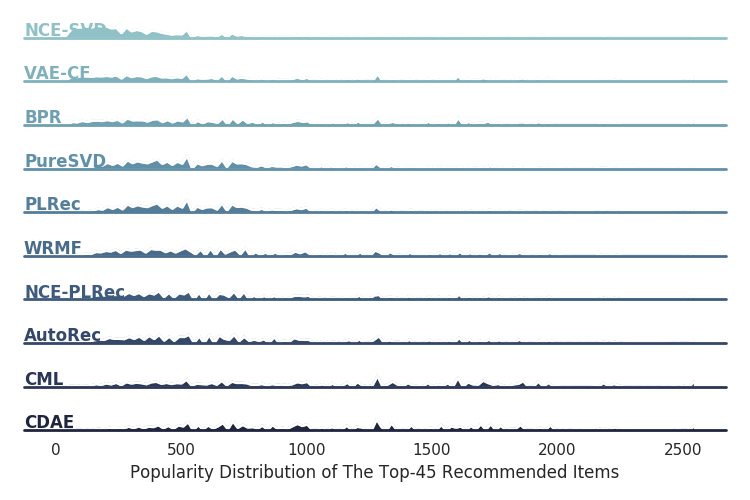 NCE-SVD
VAE-CF
BPR
PureSVD
PLRec
WRMF
NCE-PLRec
AutoRec
CML
CDAE
0 500 1000 1500 2000 2500
Popularity Distribution of The Top-45 Recommended Items